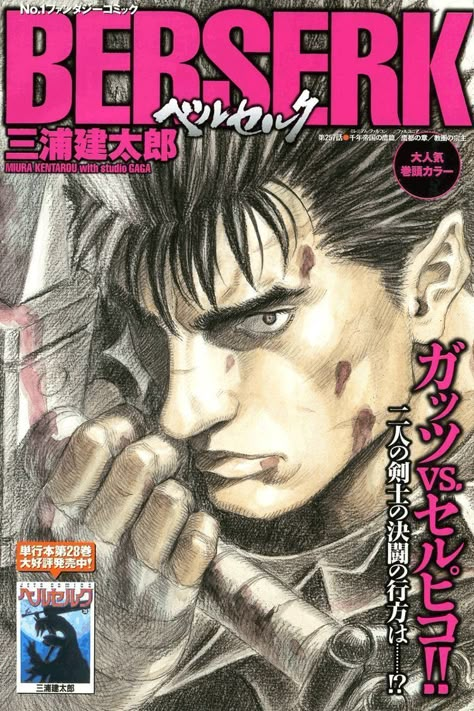 No.1ファンタジーコミック
BERSERK
ベルセルク
三浦建太郎
MIURA KENTAROU with studio GAGA
大人気
巻頭カラー
ガッツVS.セルピコ!!
二人の剣士の決闘の行方は……!?
単行本第28巻
大好評発売中!
ベルセルク
三浦建太郎